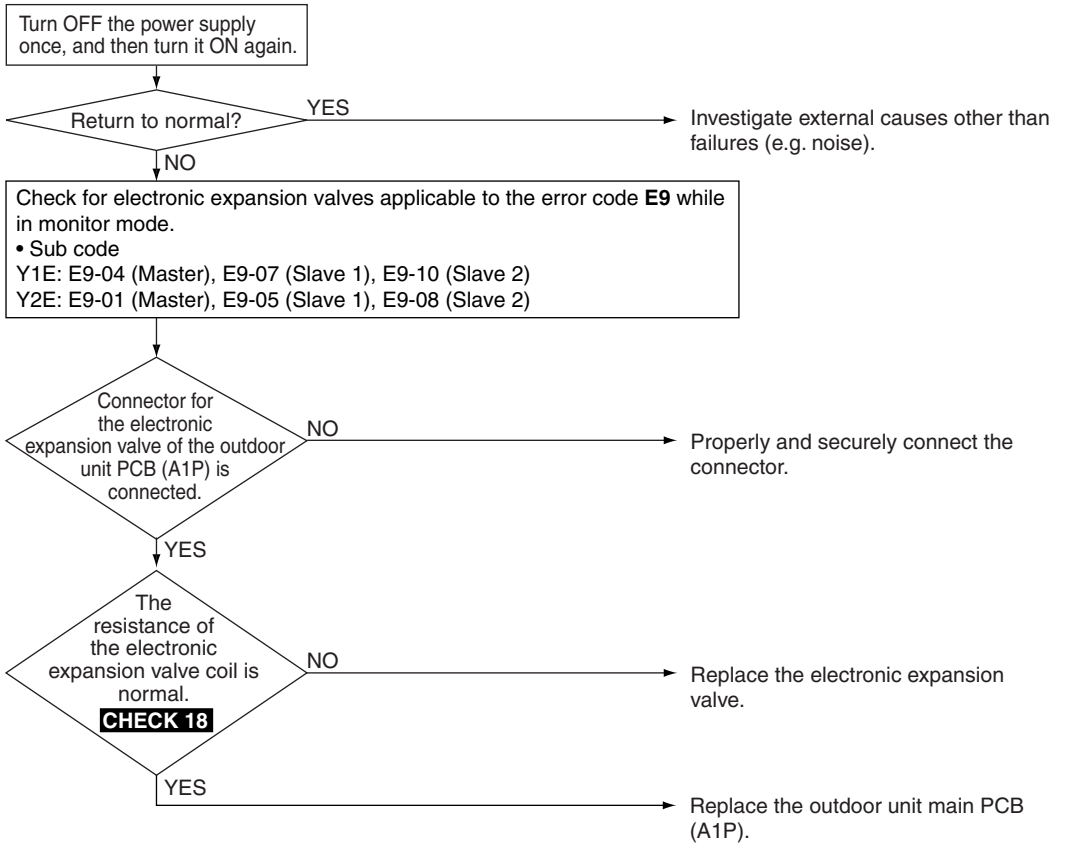 Turn OFF the power supply
once, and then turn it ON again.
Return to normal?
YES
Investigate external causes other than
failures (e.g. noise).
NO
Check for electronic expansion valves applicable to the error code E9 while
in monitor mode.
• Sub code
Y1E: E9-04 (Master), E9-07 (Slave 1), E9-10 (Slave 2)
Y2E: E9-01 (Master), E9-05 (Slave 1), E9-08 (Slave 2)
Connector for
the electronic
expansion valve of the outdoor
unit PCB (A1P) is
connected.
NO
Properly and securely connect the
connector.
YES
The
resistance of
the electronic
expansion valve coil is
normal.
CHECK 18
NO
Replace the electronic expansion
valve.
YES
Replace the outdoor unit main PCB
(A1P).